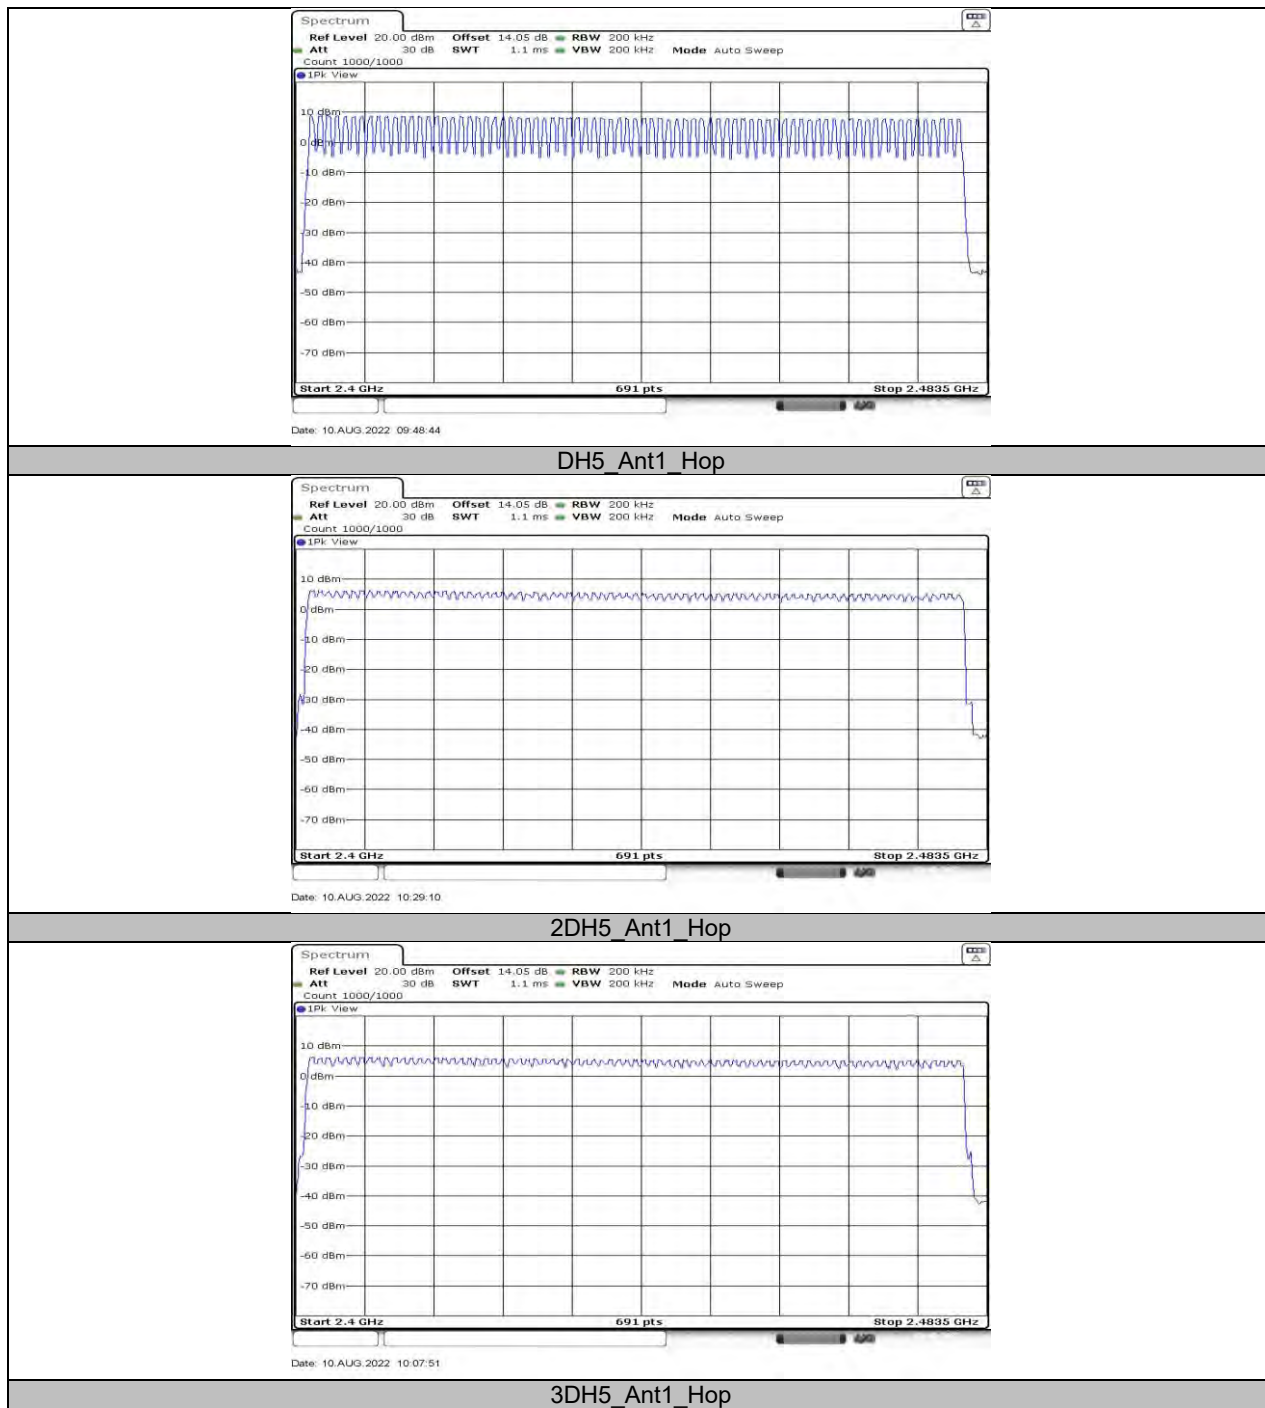 Spectrum
Ref Level 20.00 dBm Offset 14.05 dB RBW 200 kHz
Att 30 dB SWT 1.1 ms VBW 200 kHz Mode Auto Sweep
Count 1000/1000
1Pk View
10 dBm
0 dBm
-10 dBm
-20 dBm
-30 dBm
-40 dBm
-50 dBm
-60 dBm
-70 dBm
Start 2.4 GHz 691 pts Stop 2.4835 GHz
Date: 10.AUG.2022 09:48:44
DH5_Ant1_Hop
Spectrum
Ref Level 20.00 dBm Offset 14.05 dB RBW 200 kHz
Att 30 dB SWT 1.1 ms VBW 200 kHz Mode Auto Sweep
Count 1000/1000
1Pk View
10 dBm
0 dBm
-10 dBm
-20 dBm
-30 dBm
-40 dBm
-50 dBm
-60 dBm
-70 dBm
Start 2.4 GHz 691 pts Stop 2.4835 GHz
Date: 10.AUG.2022 10:29:10
2DH5_Ant1_Hop
Spectrum
Ref Level 20.00 dBm Offset 14.05 dB RBW 200 kHz
Att 30 dB SWT 1.1 ms VBW 200 kHz Mode Auto Sweep
Count 1000/1000
1Pk View
10 dBm
0 dBm
-10 dBm
-20 dBm
-30 dBm
-40 dBm
-50 dBm
-60 dBm
-70 dBm
Start 2.4 GHz 691 pts Stop 2.4835 GHz
Date: 10.AUG.2022 10:07:51
3DH5_Ant1_Hop